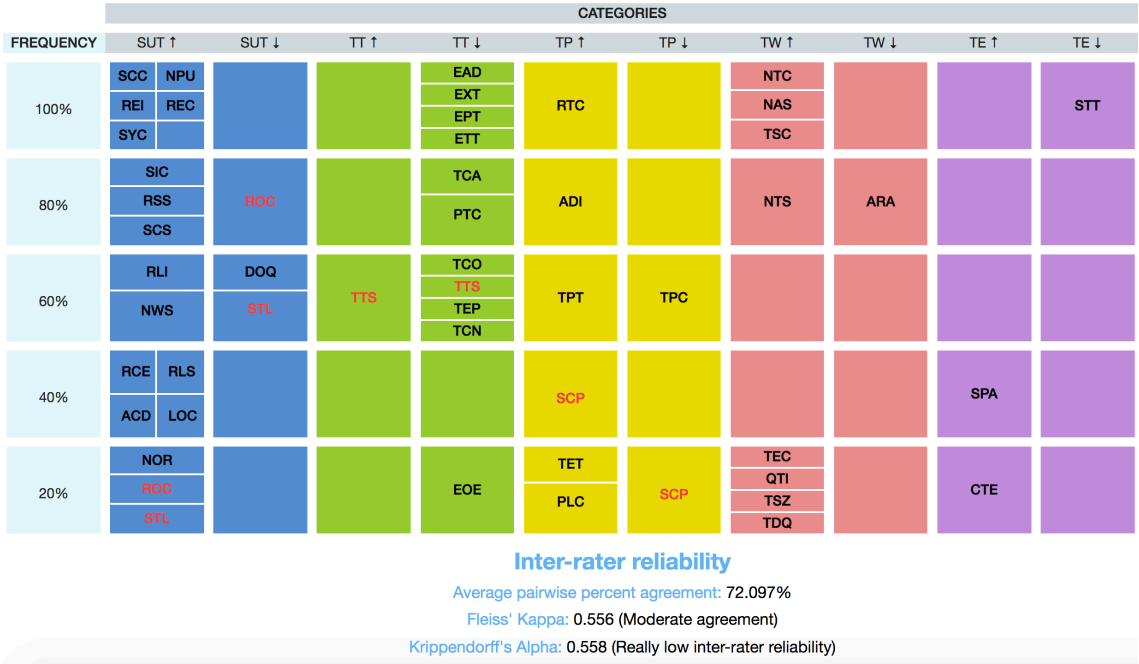 CATEGORIES
FREQUENCY SUT ↑ SUT ↓ TT ↑ TT ↓ TP ↑ TP ↓ TW ↑ TW ↓ TE ↑ TE ↓
100%
SCC NPU
REI REC
SYC
EAD
EXT
EPT
ETT
RTC
NTC
NAS
TSC
STT
80%
SIC
RSS
SCS
ROC
TCA
PTC
ADI
NTS
ARA
60%
RLI
NWS
DOQ
STL
TTS
TCO
TTS
TEP
TCN
TPT
TPC
40%
RCE RLS
ACD LOC
SCP
SPA
20%
NOR
ROC
STL
EOE
TET
PLC
SCP
TEC
QTI
TSZ
TDQ
CTE
Inter-rater reliability
Average pairwise percent agreement: 72.097%
Fleiss' Kappa: 0.556 (Moderate agreement)
Krippendorff's Alpha: 0.558 (Really low inter-rater reliability)